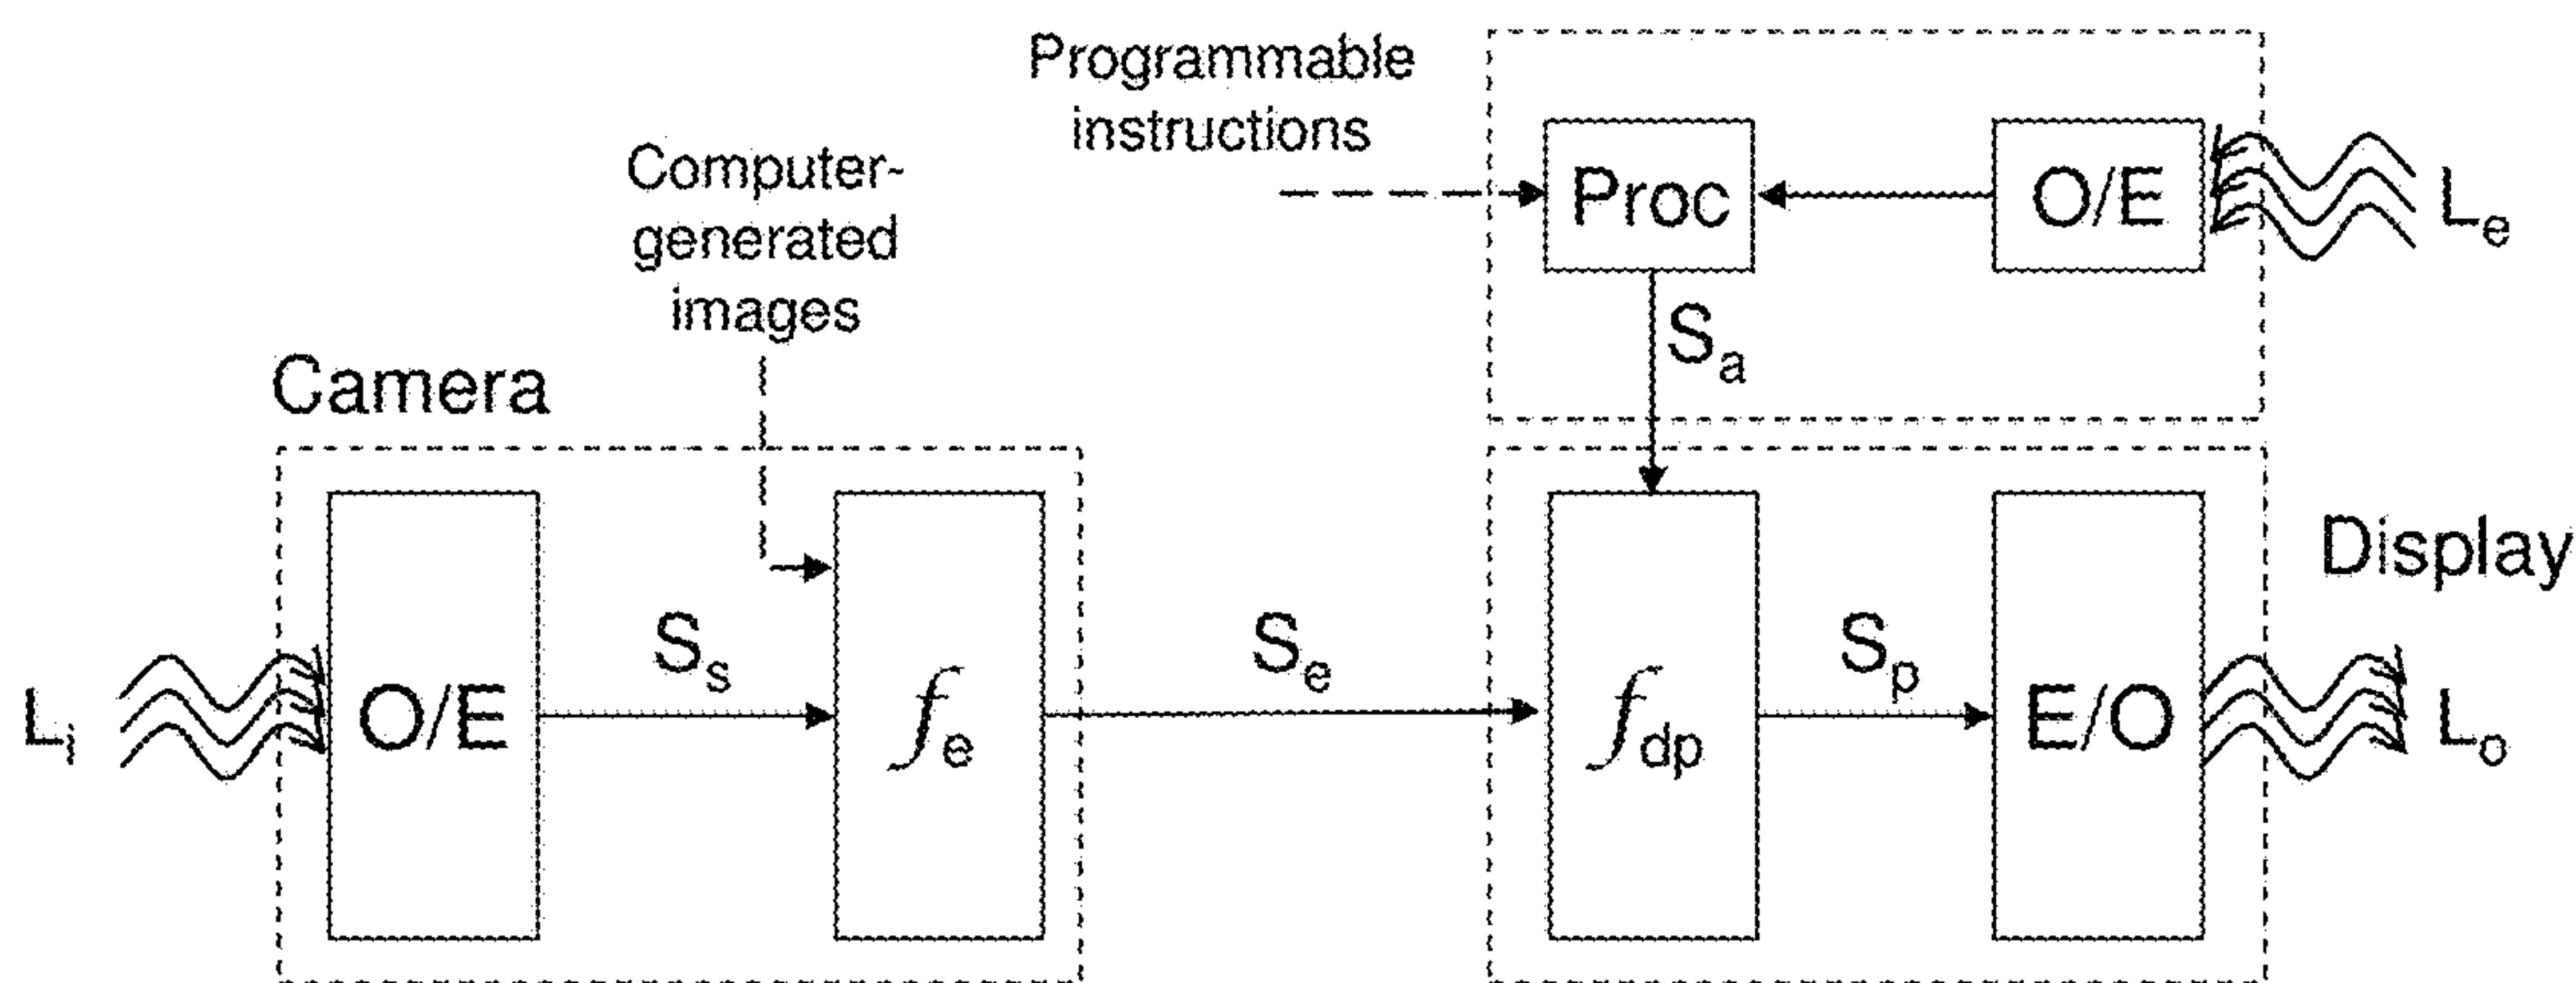 Programmable
instructions
Computer-
generated
images
Proc
O/E
Le
Sa
Camera
Display
Li
O/E
Ss
fe
Se
fdp
Sp
E/O
Lo